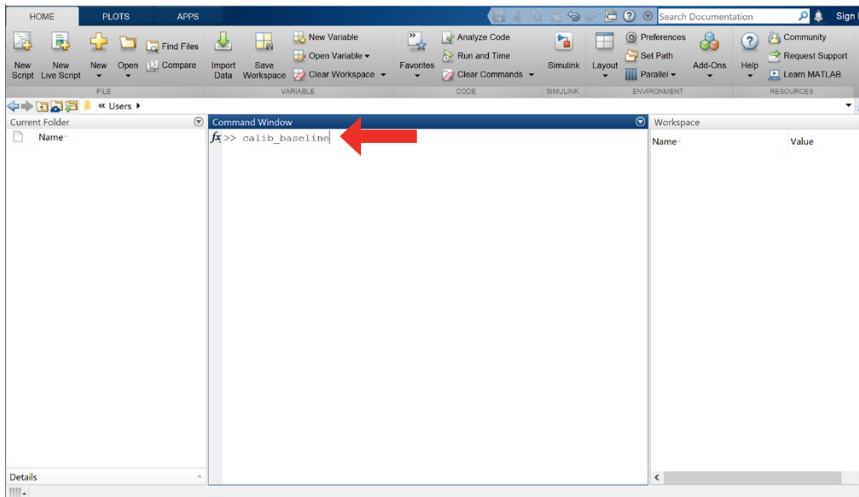 HOME PLOTS APPS Search Documentation Sign
New Script New Live Script New Open Find Files Compare Import Data Save Workspace New Variable Open Variable Clear Workspace Favorites Analyze Code Run and Time Clear Commands Simulink Layout Preferences Set Path Parallel Add-Ons Help Community Request Support Learn MATLAB
FILE VARIABLE CODE SIMULINK ENVIRONMENT RESOURCES
« Users
Current Folder Command Window Workspace
Name fx >> calib_baseline Name Value
Details